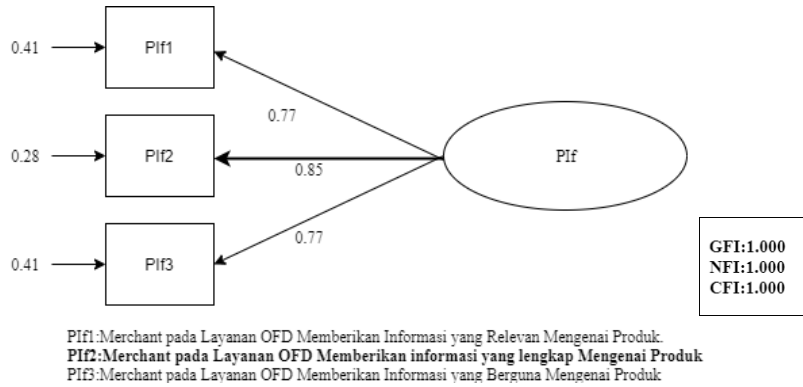 0.41
PIf1
0.77
0.28
PIf2
0.85
PIf
0.77
0.41
PIf3
GFI:1.000
NFI:1.000
CFI:1.000
PIf1:Merchant pada Layanan OFD Memberikan Informasi yang Relevan Mengenai Produk.
PIf2:Merchant pada Layanan OFD Memberikan informasi yang lengkap Mengenai Produk
PIf3:Merchant pada Layanan OFD Memberikan Informasi yang Berguna Mengenai Produk